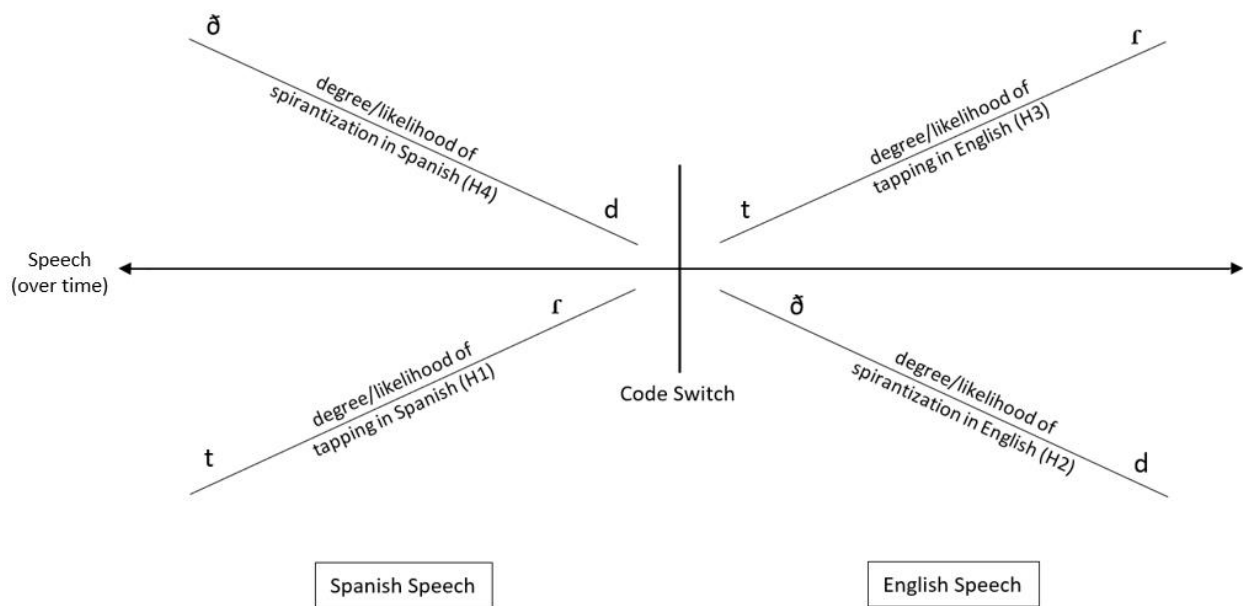 ð
ɾ
degree/likelihood of
spirantization in Spanish (H4)
degree/likelihood of
tapping in English (H3)
d
t
Speech
(over time)
ɾ
ð
degree/likelihood of
tapping in Spanish (H1)
degree/likelihood of
spirantization in English (H2)
Code Switch
t
d
Spanish Speech
English Speech